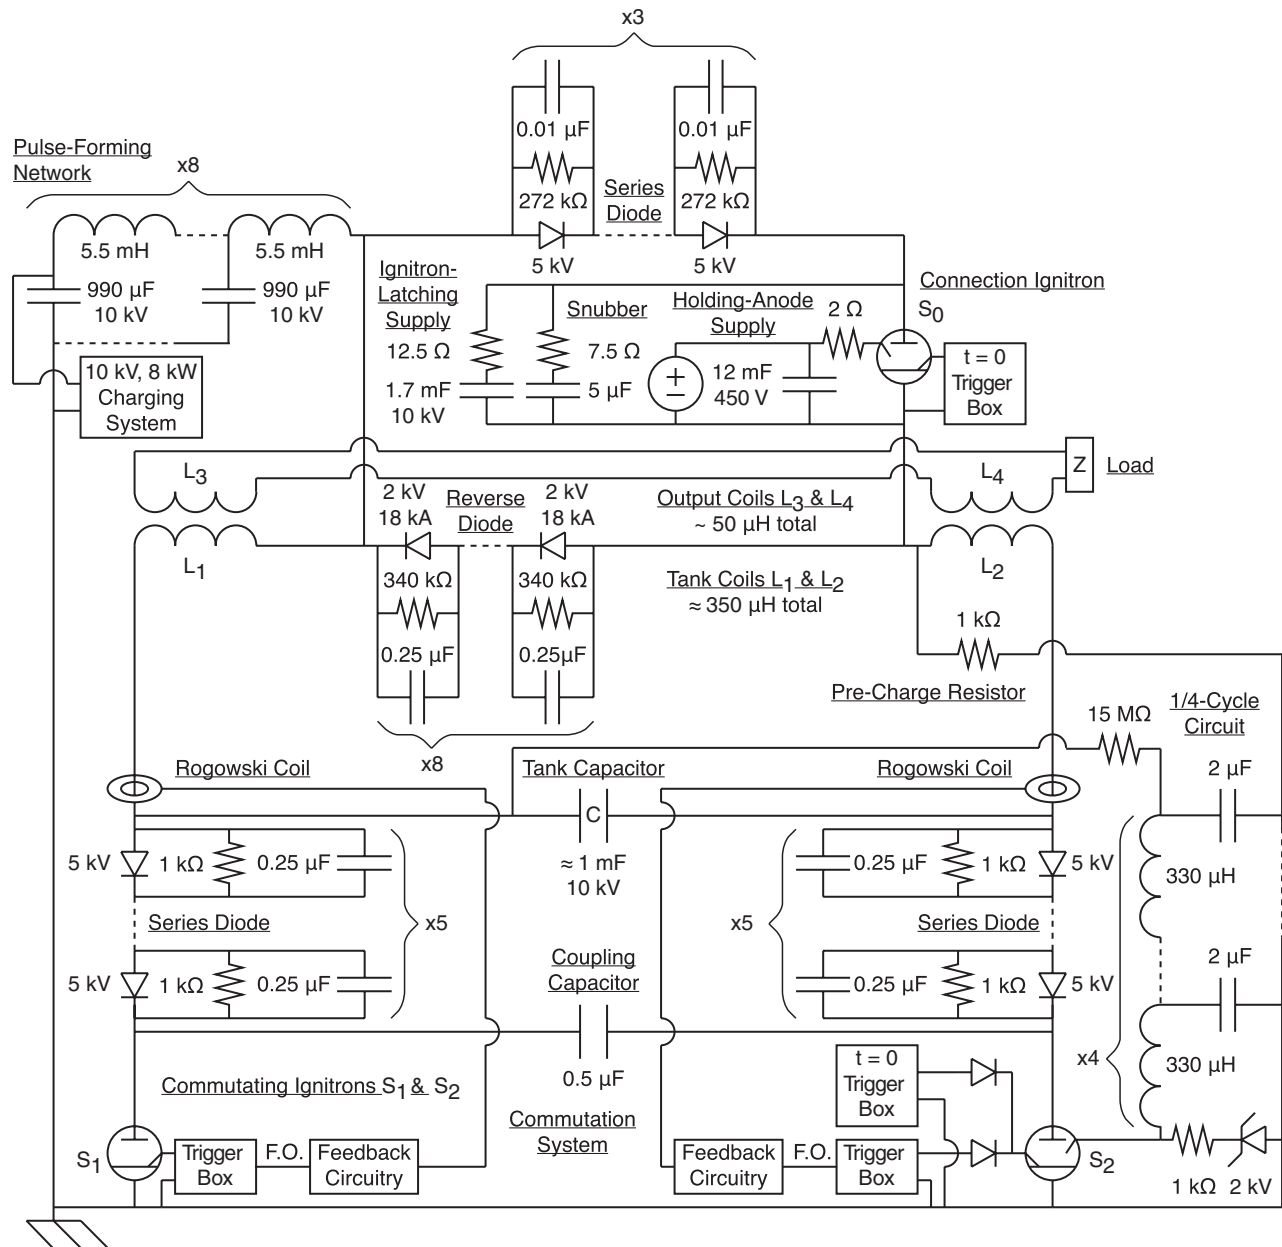 x3
0.01 µF
0.01 µF
272 kΩ
Series
Diode
272 kΩ
5 kV
5 kV
Pulse-Forming
Network
x8
5.5 mH
5.5 mH
990 µF
10 kV
990 µF
10 kV
10 kV, 8 kW
Charging
System
Ignitron-
Latching
Supply
12.5 Ω
1.7 mF
10 kV
Snubber
7.5 Ω
5 µF
Holding-Anode
Supply
12 mF
450 V
2 Ω
Connection Ignitron
S0
t = 0
Trigger
Box
L3
L4
Z
Load
2 kV
18 kA
Reverse
Diode
2 kV
18 kA
Output Coils L3 & L4
~ 50 µH total
L1
L2
340 kΩ
340 kΩ
Tank Coils L1 & L2
≈ 350 µH total
0.25 µF
0.25µF
x8
1 kΩ
Pre-Charge Resistor
15 MΩ
1/4-Cycle
Circuit
Rogowski Coil
Tank Capacitor
Rogowski Coil
2 µF
C
≈ 1 mF
10 kV
5 kV
1 kΩ
0.25 µF
0.25 µF
1 kΩ
5 kV
330 µH
Series Diode
x5
x5
Series Diode
5 kV
1 kΩ
0.25 µF
Coupling
Capacitor
0.25 µF
1 kΩ
5 kV
2 µF
0.5 µF
x4
330 µH
Commutating Ignitrons S1 & S2
Commutation
System
t = 0
Trigger
Box
S1
Trigger
Box
F.O.
Feedback
Circuitry
Feedback
Circuitry
F.O.
Trigger
Box
S2
1 kΩ
2 kV